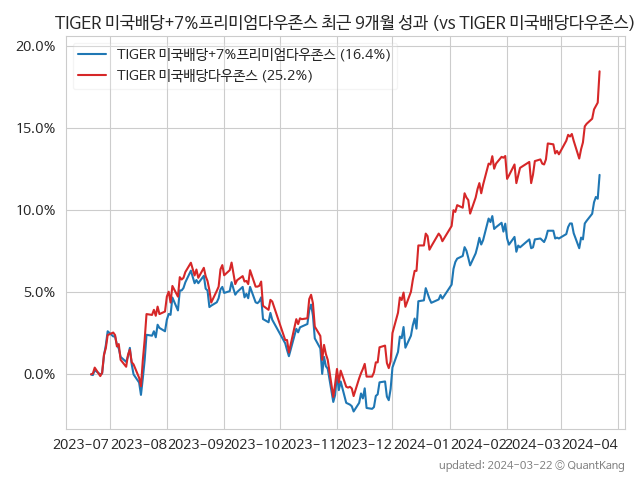 TIGER 미국배당+7%프리미엄다우존스 최근 9개월 성과 (vs TIGER 미국배당다우존스)
TIGER 미국배당+7%프리미엄다우존스 (16.4%)
TIGER 미국배당다우존스 (25.2%)
20.0%
15.0%
10.0%
5.0%
0.0%
2023-07 2023-08 2023-09 2023-10 2023-11 2023-12 2024-01 2024-02 2024-03 2024-04
updated: 2024-03-22 © QuantKang